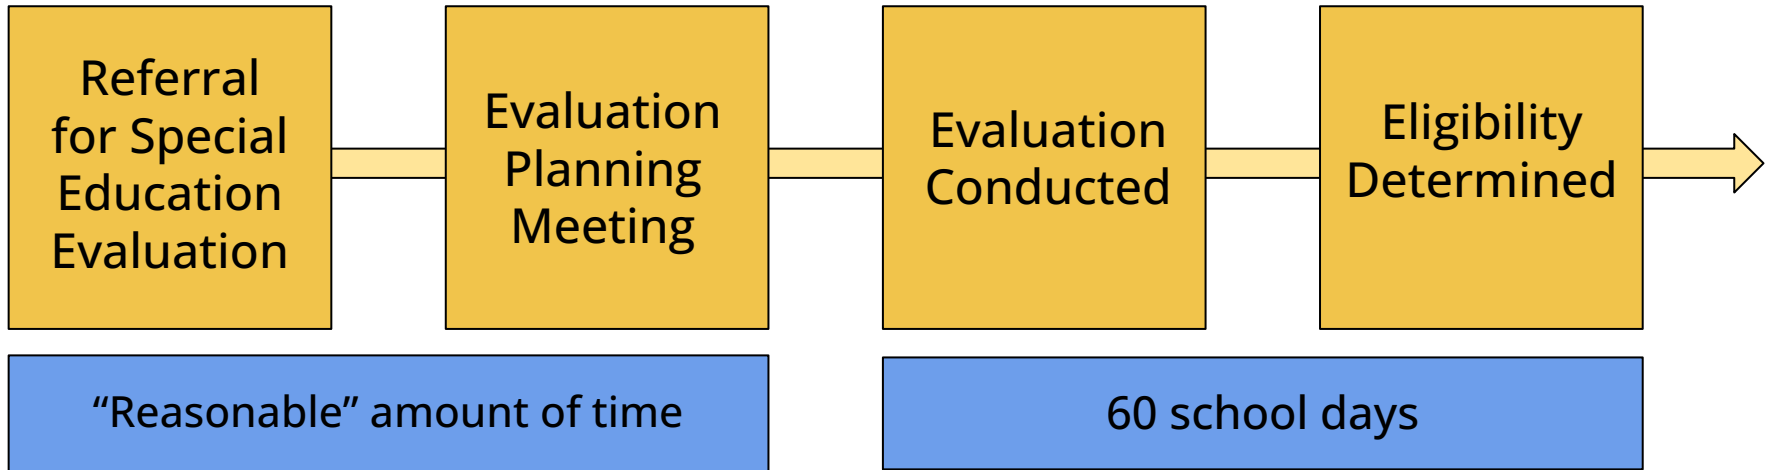 Referral
for Special
Education
Evaluation
Evaluation
Planning
Meeting
Evaluation
Conducted
Eligibility
Determined
“Reasonable” amount of time
60 school days